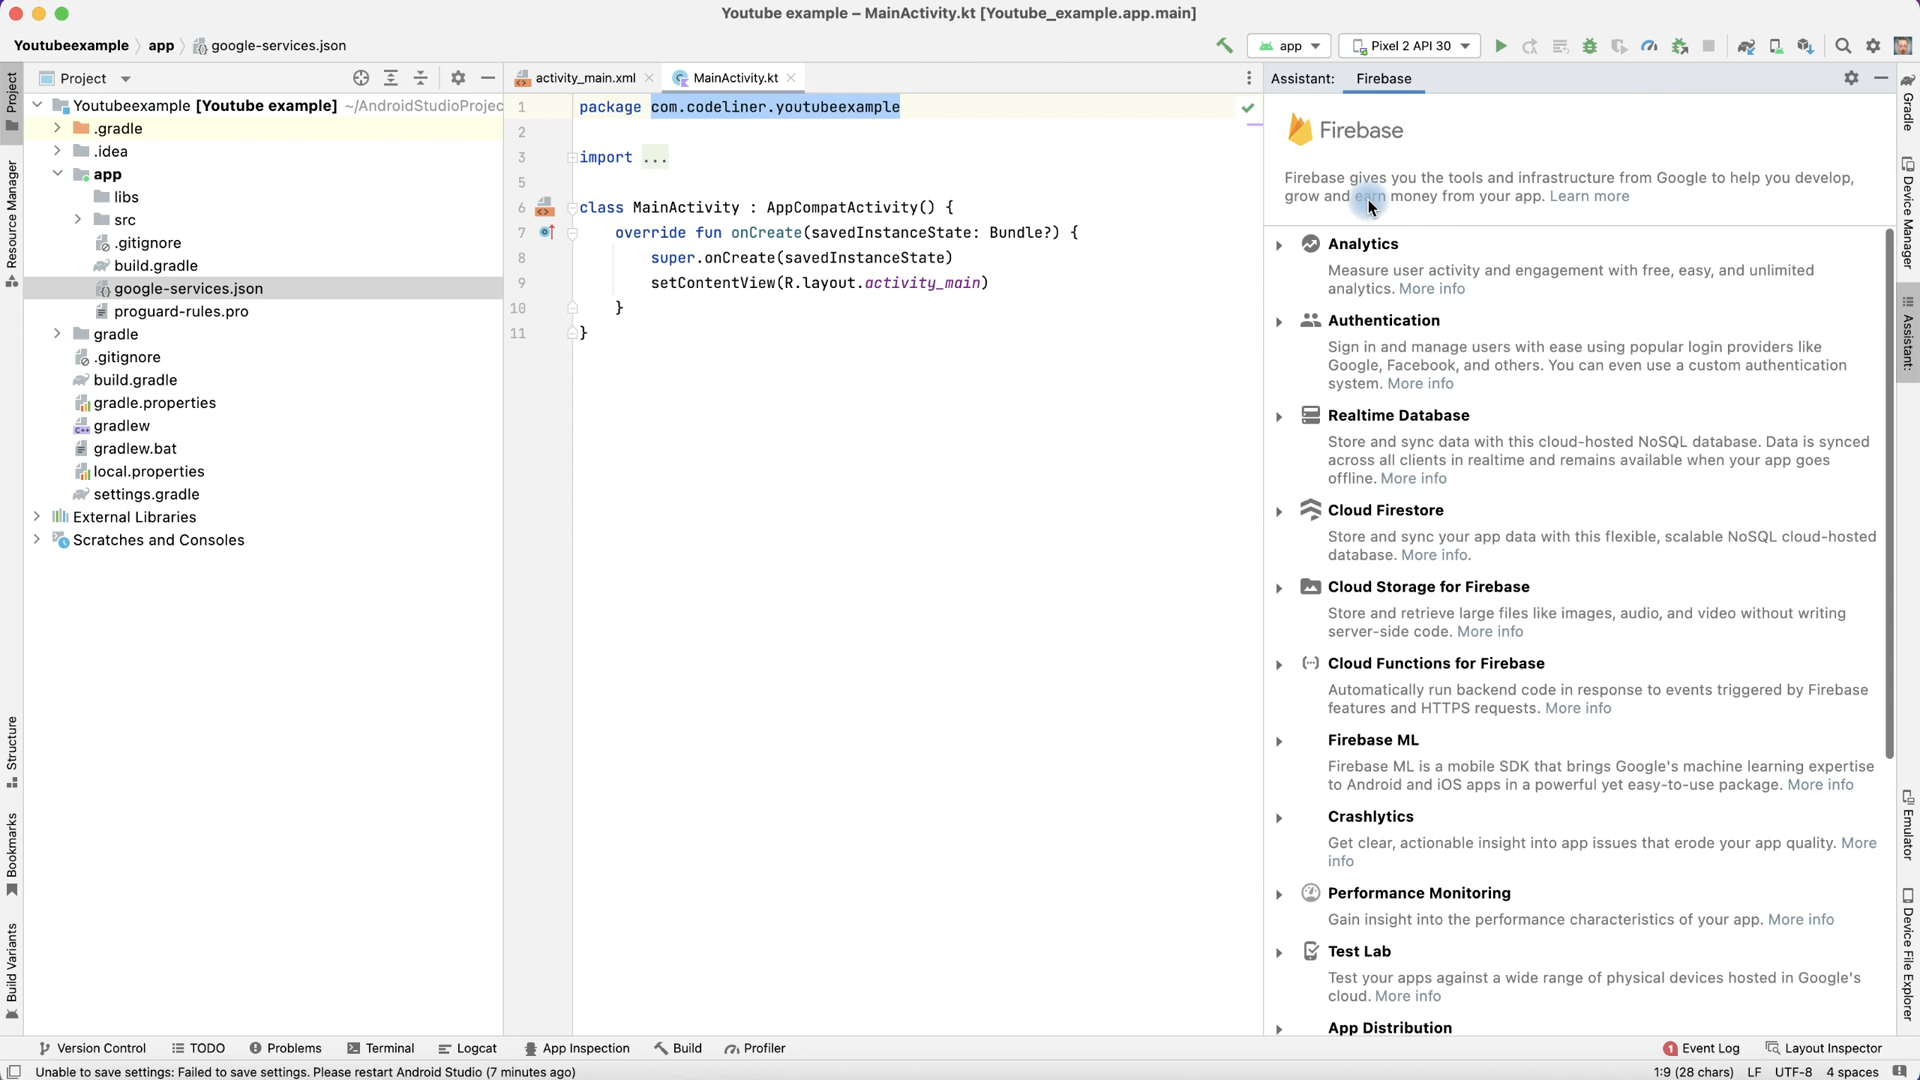 Youtube example – MainActivity.kt [Youtube_example.app.main]
Youtubeexample app google-services.json
app Pixel 2 API 30
Project
Resource Manager
Structure
Bookmarks
Build Variants
Project
Youtubeexample [Youtube example] ~/AndroidStudioProjec
.gradle
.idea
app
libs
src
.gitignore
build.gradle
google-services.json
proguard-rules.pro
gradle
.gitignore
build.gradle
gradle.properties
gradlew
gradlew.bat
local.properties
settings.gradle
External Libraries
Scratches and Consoles
activity_main.xml MainActivity.kt
1 package com.codeliner.youtubeexample
2
3 import ...
5
6 class MainActivity : AppCompatActivity() {
7 override fun onCreate(savedInstanceState: Bundle?) {
8 super.onCreate(savedInstanceState)
9 setContentView(R.layout.activity_main)
10 }
11 }
Assistant: Firebase
Firebase
Firebase gives you the tools and infrastructure from Google to help you develop,
grow and earn money from your app. Learn more
Analytics
Measure user activity and engagement with free, easy, and unlimited
analytics. More info
Authentication
Sign in and manage users with ease using popular login providers like
Google, Facebook, and others. You can even use a custom authentication
system. More info
Realtime Database
Store and sync data with this cloud-hosted NoSQL database. Data is synced
across all clients in realtime and remains available when your app goes
offline. More info
Cloud Firestore
Store and sync your app data with this flexible, scalable NoSQL cloud-hosted
database. More info.
Cloud Storage for Firebase
Store and retrieve large files like images, audio, and video without writing
server-side code. More info
Cloud Functions for Firebase
Automatically run backend code in response to events triggered by Firebase
features and HTTPS requests. More info
Firebase ML
Firebase ML is a mobile SDK that brings Google's machine learning expertise
to Android and iOS apps in a powerful yet easy-to-use package. More info
Crashlytics
Get clear, actionable insight into app issues that erode your app quality. More
info
Performance Monitoring
Gain insight into the performance characteristics of your app. More info
Test Lab
Test your apps against a wide range of physical devices hosted in Google's
cloud. More info
App Distribution
Gradle
Device Manager
Assistant:
Emulator
Device File Explorer
Version Control TODO Problems Terminal Logcat App Inspection Build Profiler 1 Event Log Layout Inspector
Unable to save settings: Failed to save settings. Please restart Android Studio (7 minutes ago) 1:9 (28 chars) LF UTF-8 4 spaces